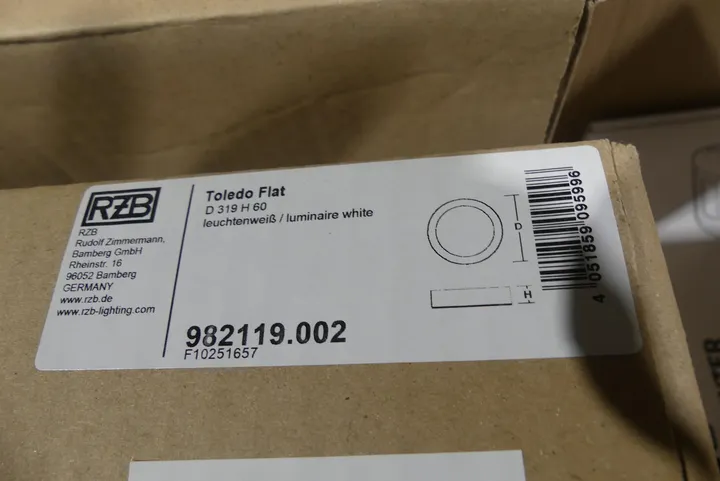 RZB
RZB
Rudolf Zimmermann,
Bamberg GmbH
Rheinstr. 16
96052 Bamberg
GERMANY
www.rzb.de
www.rzb-lighting.com
Toledo Flat
D 319 H 60
leuchtenweiß / luminaire white
982119.002
F10251657
D
H
4 051859 095996